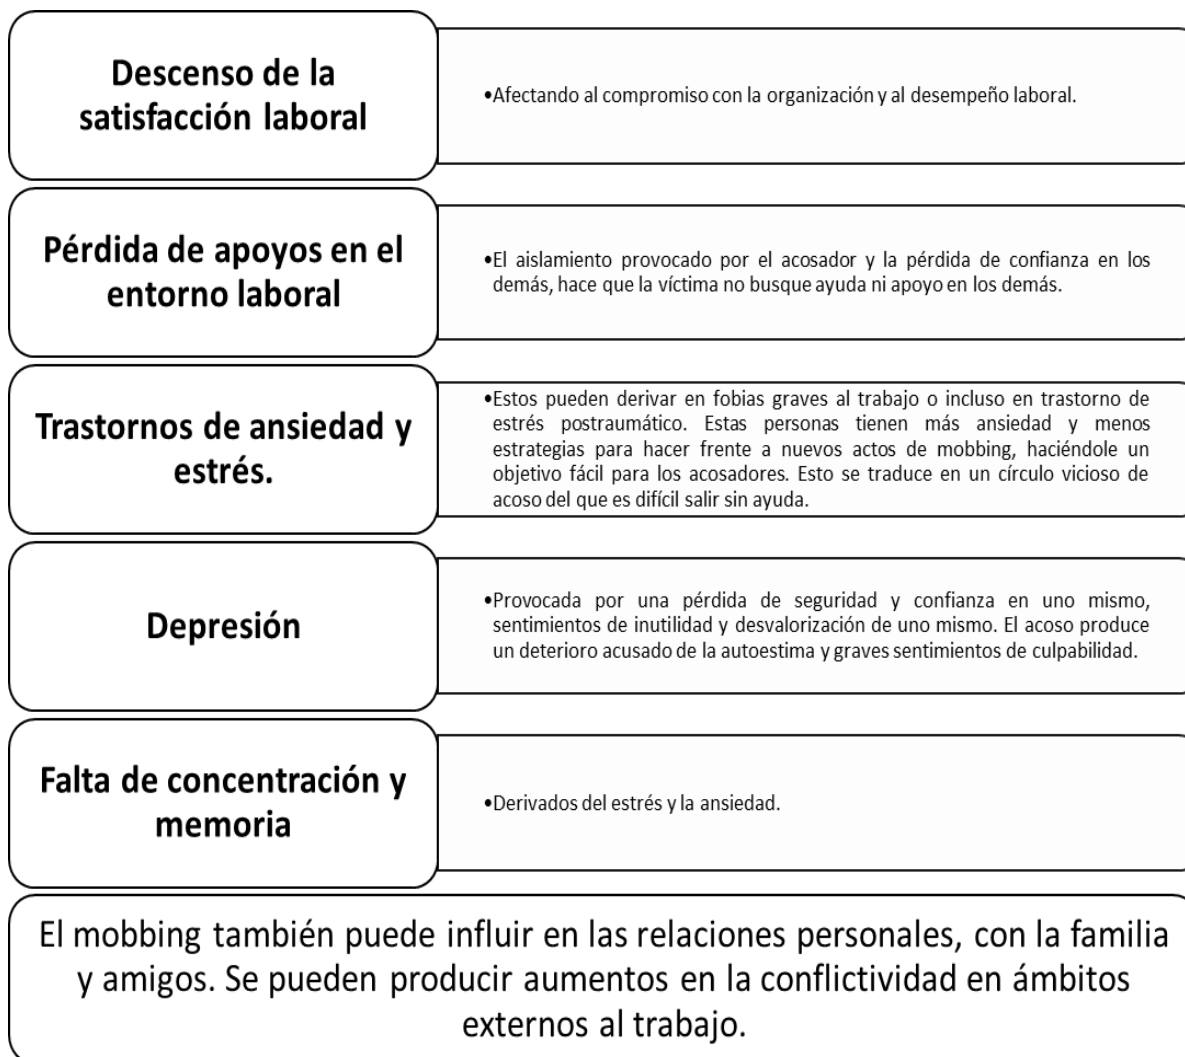 Descenso de la
satisfacción laboral
•Afectando al compromiso con la organización y al desempeño laboral.
Pérdida de apoyos en el
entorno laboral
•El aislamiento provocado por el acosador y la pérdida de confianza en los
demás, hace que la víctima no busque ayuda ni apoyo en los demás.
Trastornos de ansiedad y
estrés.
•Estos pueden derivar en fobias graves al trabajo o incluso en trastorno de
estrés postraumático. Estas personas tienen más ansiedad y menos
estrategias para hacer frente a nuevos actos de mobbing, haciéndole un
objetivo fácil para los acosadores. Esto se traduce en un círculo vicioso de
acoso del que es difícil salir sin ayuda.
Depresión
•Provocada por una pérdida de seguridad y confianza en uno mismo,
sentimientos de inutilidad y desvalorización de uno mismo. El acoso produce
un deterioro acusado de la autoestima y graves sentimientos de culpabilidad.
Falta de concentración y
memoria
•Derivados del estrés y la ansiedad.
El mobbing también puede influir en las relaciones personales, con la familia
y amigos. Se pueden producir aumentos en la conflictividad en ámbitos
externos al trabajo.